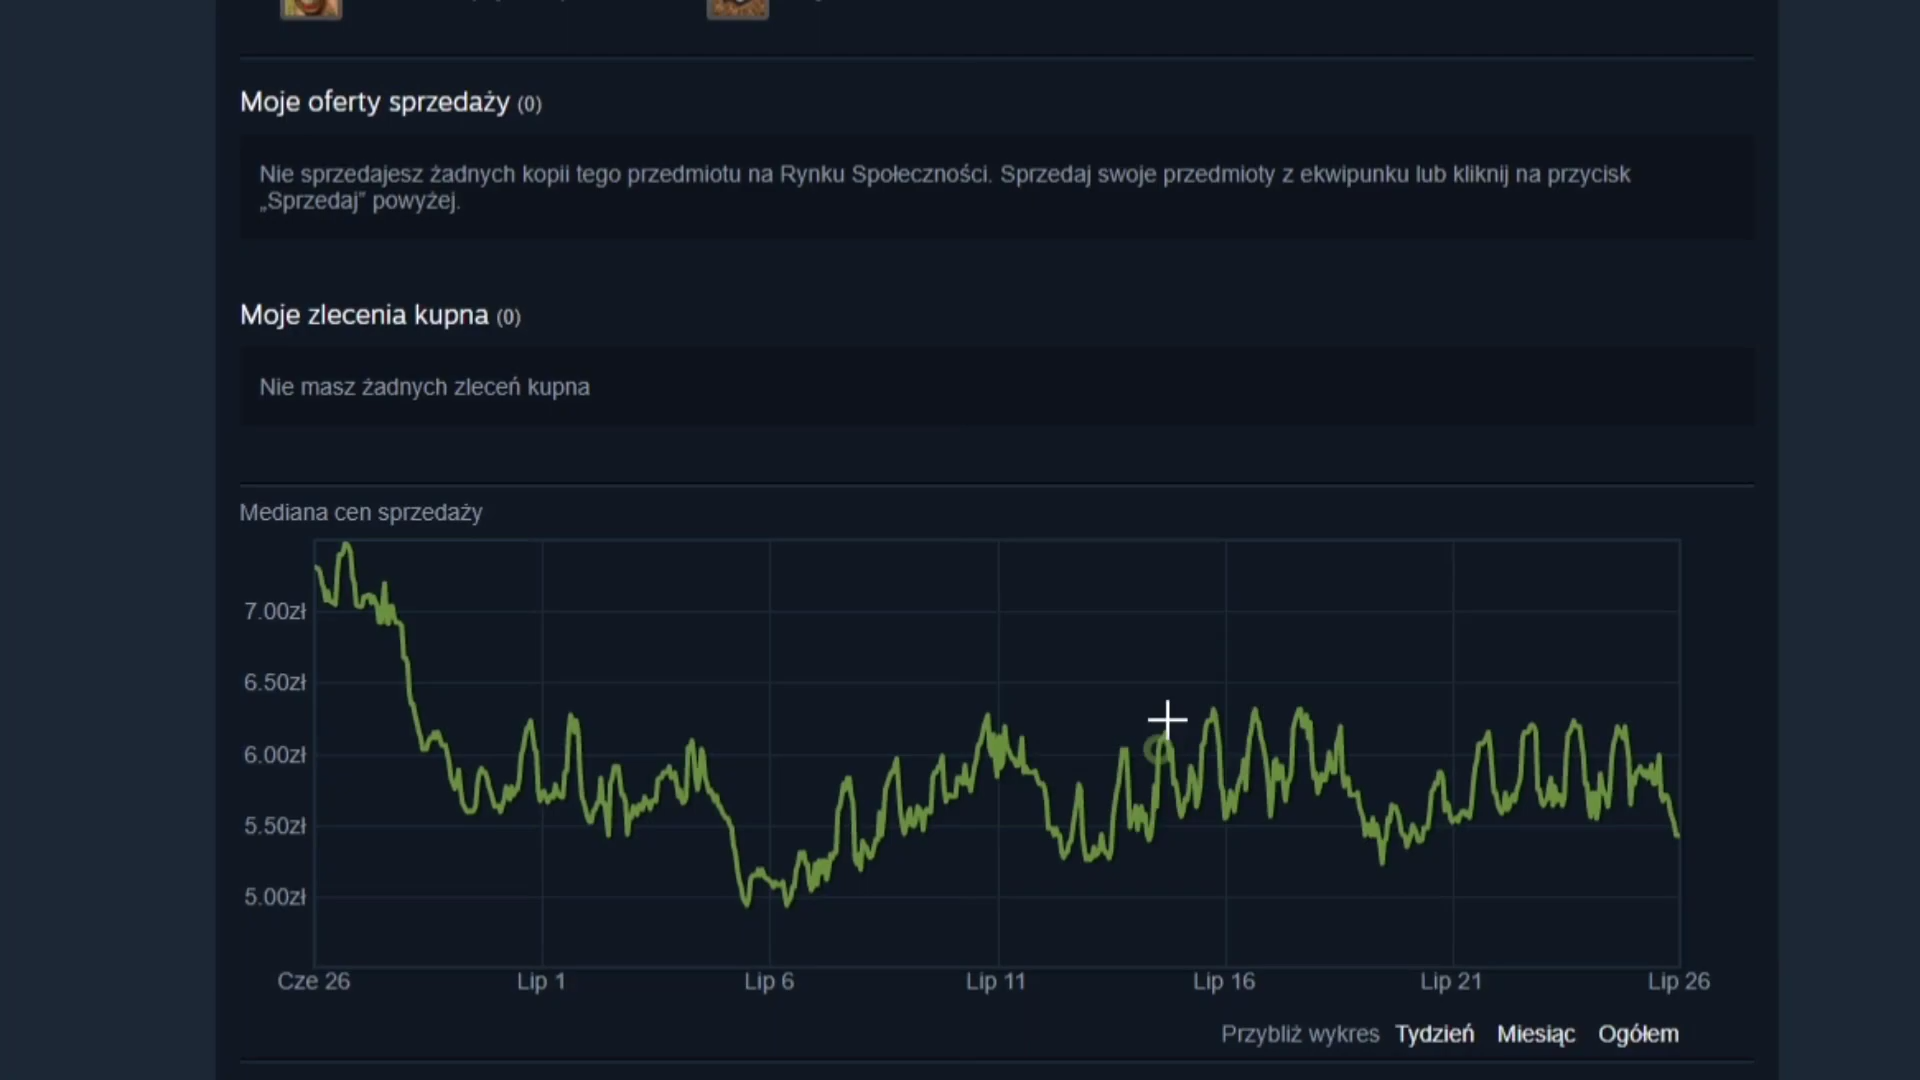 Moje oferty sprzedaży (0)
Nie sprzedajesz żadnych kopii tego przedmiotu na Rynku Społeczności. Sprzedaj swoje przedmioty z ekwipunku lub kliknij na przycisk
„Sprzedaj” powyżej.
Moje zlecenia kupna (0)
Nie masz żadnych zleceń kupna
Mediana cen sprzedaży
7.00zł
6.50zł
6.00zł
5.50zł
5.00zł
Cze 26 Lip 1 Lip 6 Lip 11 Lip 16 Lip 21 Lip 26
Przybliż wykres Tydzień Miesiąc Ogółem